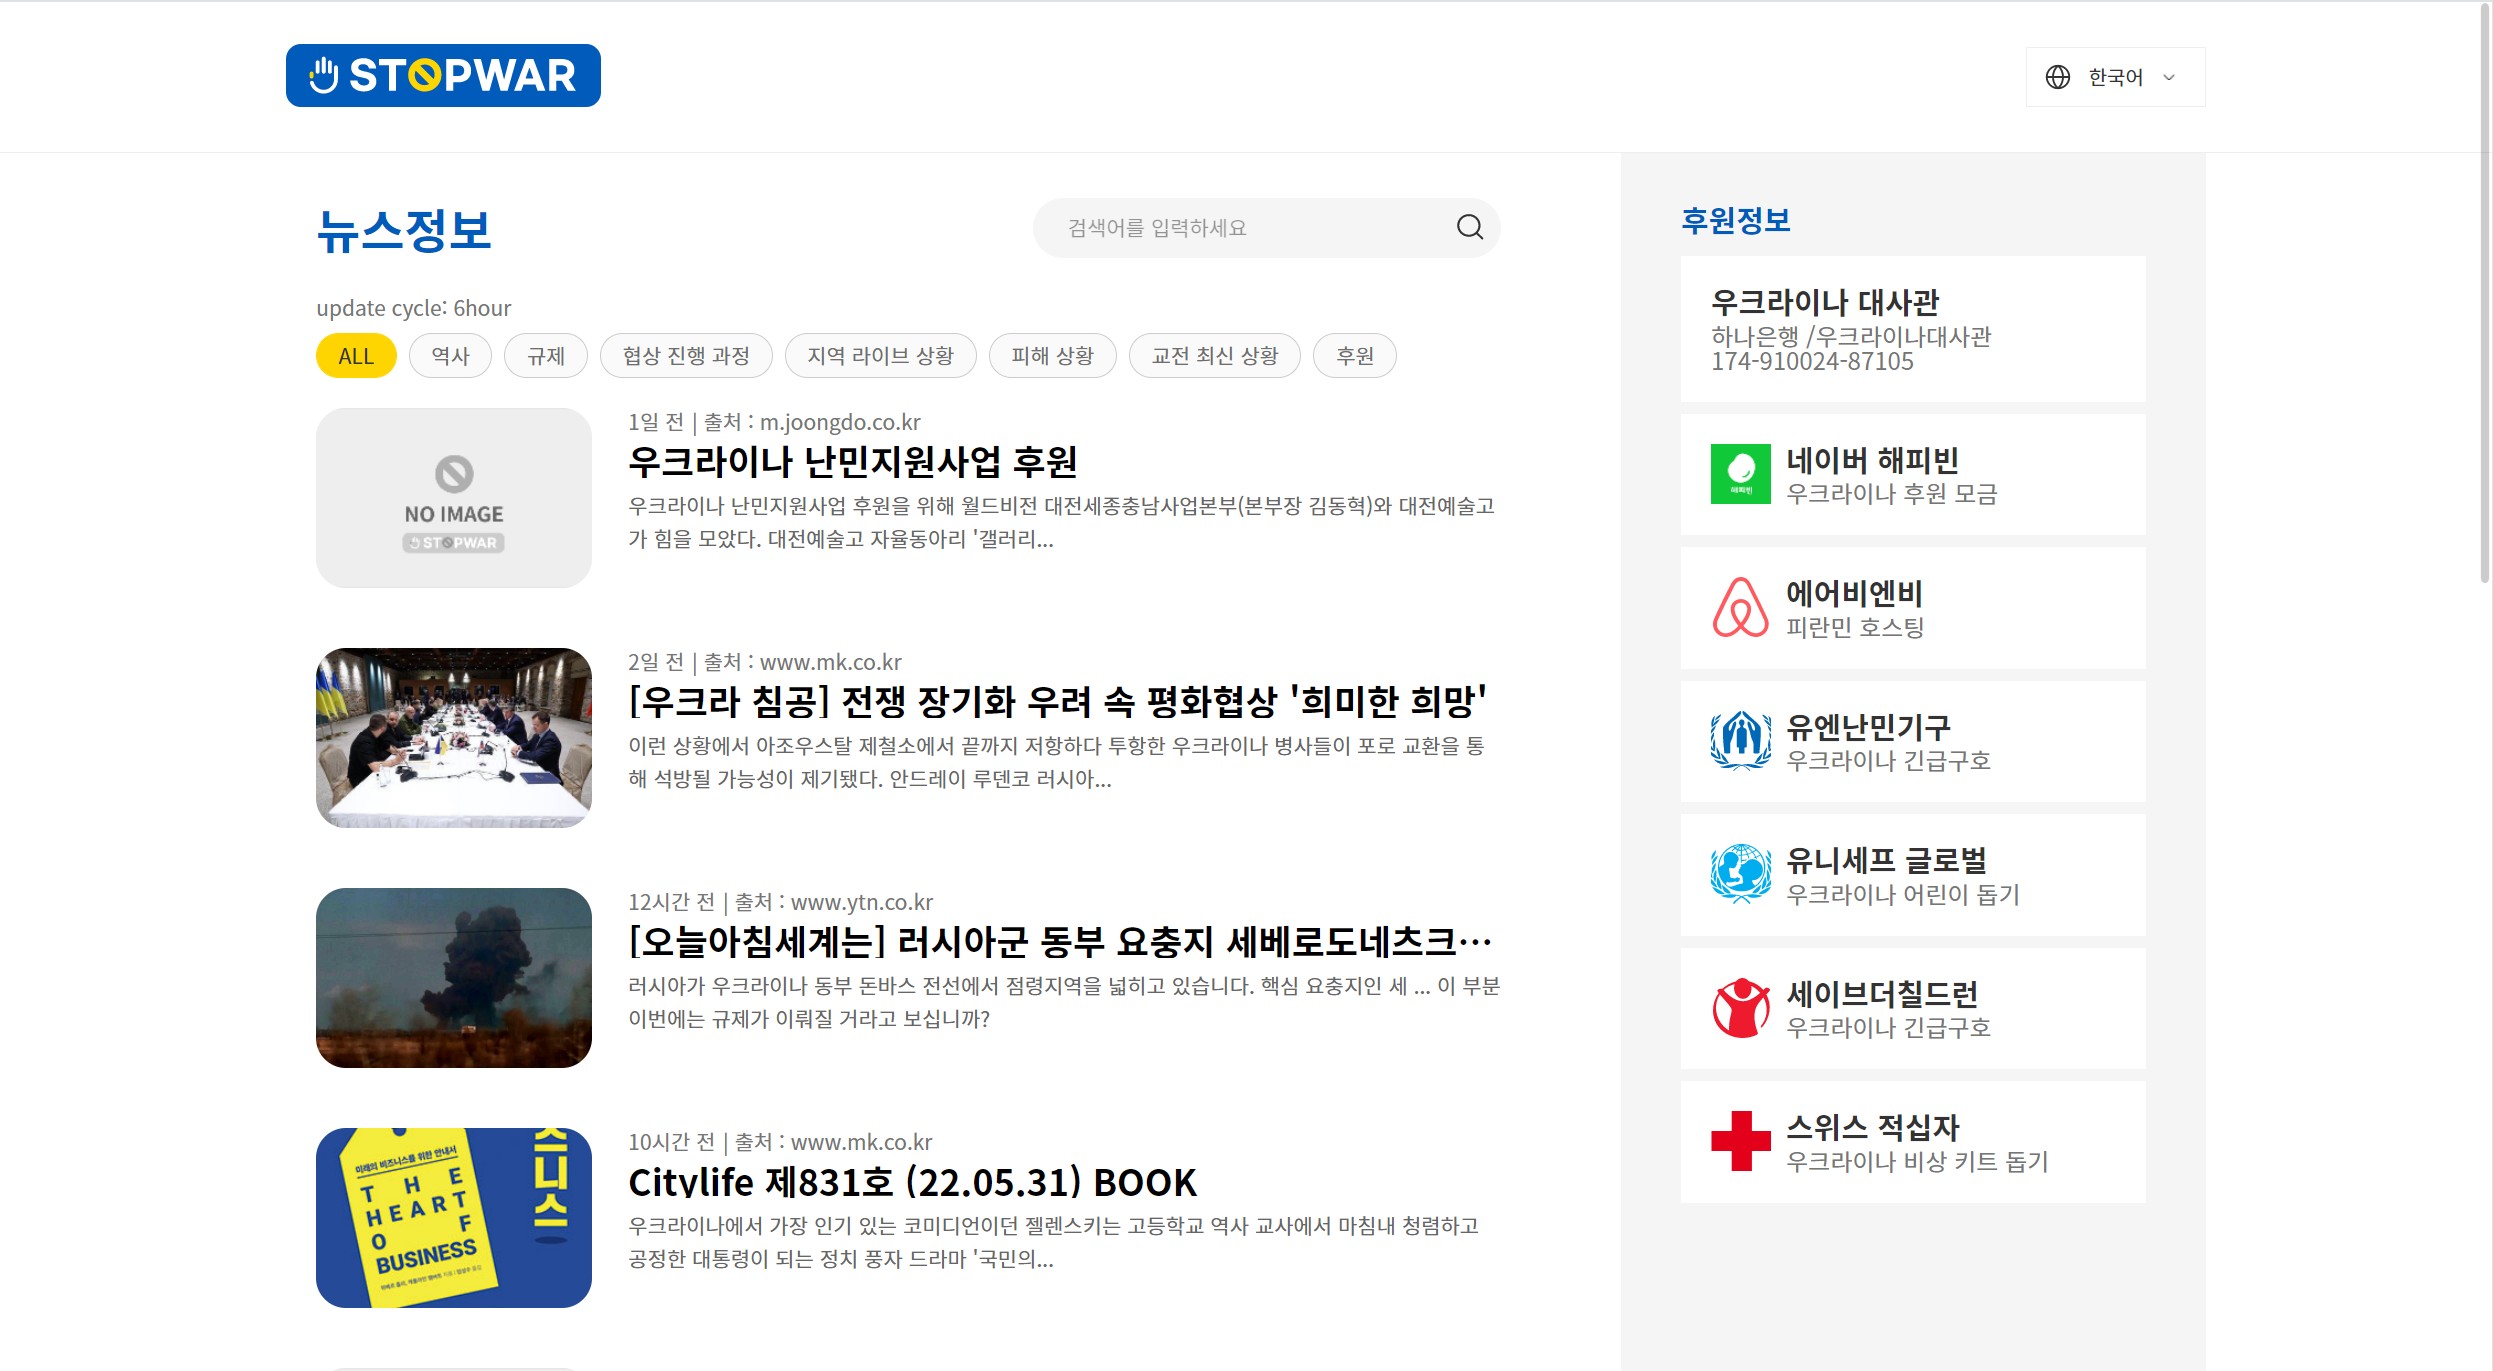 STOPWAR
한국어
뉴스정보
검색어를 입력하세요
update cycle: 6hour
ALL
역사
규제
협상 진행 과정
지역 라이브 상황
피해 상황
교전 최신 상황
후원
NO IMAGE
STOPWAR
1일 전 | 출처 : m.joongdo.co.kr
우크라이나 난민지원사업 후원
우크라이나 난민지원사업 후원을 위해 월드비전 대전세종충남사업본부(본부장 김동혁)와 대전예술고
가 힘을 모았다. 대전예술고 자율동아리 '갤러리...
2일 전 | 출처 : www.mk.co.kr
[우크라 침공] 전쟁 장기화 우려 속 평화협상 '희미한 희망'
이런 상황에서 아조우스탈 제철소에서 끝까지 저항하다 투항한 우크라이나 병사들이 포로 교환을 통
해 석방될 가능성이 제기됐다. 안드레이 루덴코 러시아...
12시간 전 | 출처 : www.ytn.co.kr
[오늘아침세계는] 러시아군 동부 요충지 세베로도네츠크…
러시아가 우크라이나 동부 돈바스 전선에서 점령지역을 넓히고 있습니다. 핵심 요충지인 세 ... 이 부분
이번에는 규제가 이뤄질 거라고 보십니까?
미래의 비즈니스를 위한 안내서
THE
HEART
OF
BUSINESS
즈니스
10시간 전 | 출처 : www.mk.co.kr
Citylife 제831호 (22.05.31) BOOK
우크라이나에서 가장 인기 있는 코미디언이던 젤렌스키는 고등학교 역사 교사에서 마침내 청렴하고
공정한 대통령이 되는 정치 풍자 드라마 '국민의...
후원정보
우크라이나 대사관
하나은행 /우크라이나대사관
174-910024-87105
해피빈
네이버 해피빈
우크라이나 후원 모금
에어비엔비
피란민 호스팅
유엔난민기구
우크라이나 긴급구호
유니세프 글로벌
우크라이나 어린이 돕기
세이브더칠드런
우크라이나 긴급구호
스위스 적십자
우크라이나 비상 키트 돕기